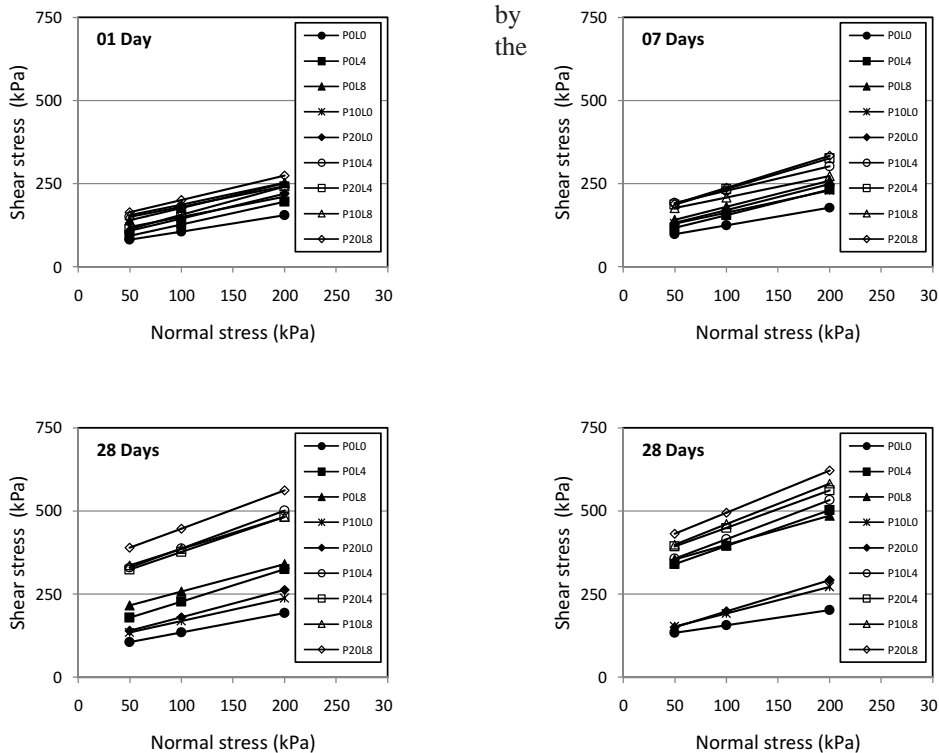 by
the
750
500
250
0
Shear stress (kPa)
01 Day
P0L0
P0L4
P0L8
P10L0
P20L0
P10L4
P20L4
P10L8
P20L8
0 50 100 150 200 250 30
Normal stress (kPa)
750
500
250
0
Shear stress (kPa)
07 Days
P0L0
P0L4
P0L8
P10L0
P20L0
P10L4
P20L4
P10L8
P20L8
0 50 100 150 200 250 30
Normal stress (kPa)
750
500
250
0
Shear stress (kPa)
28 Days
P0L0
P0L4
P0L8
P10L0
P20L0
P10L4
P20L4
P10L8
P20L8
0 50 100 150 200 250 30
Normal stress (kPa)
750
500
250
0
Shear stress (kPa)
28 Days
P0L0
P0L4
P0L8
P10L0
P20L0
P10L4
P20L4
P10L8
P20L8
0 50 100 150 200 250 30
Normal stress (kPa)